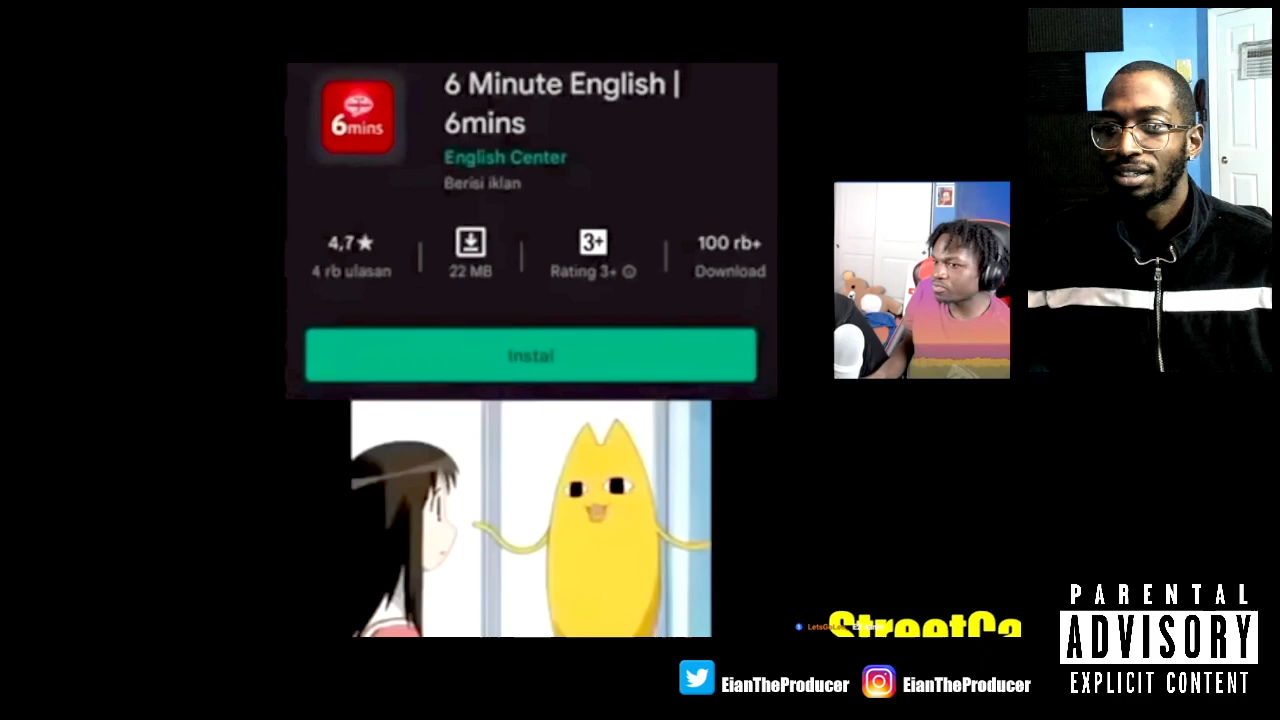 6 Minute English |
6mins
6mins
English Center
Berisi iklan
4,7★
3+
100 rb+
4 rb ulasan
22 MB
Rating 3+
Download
Instal
EianTheProducer
EianTheProducer
PARENTAL
ADVISORY
EXPLICIT CONTENT